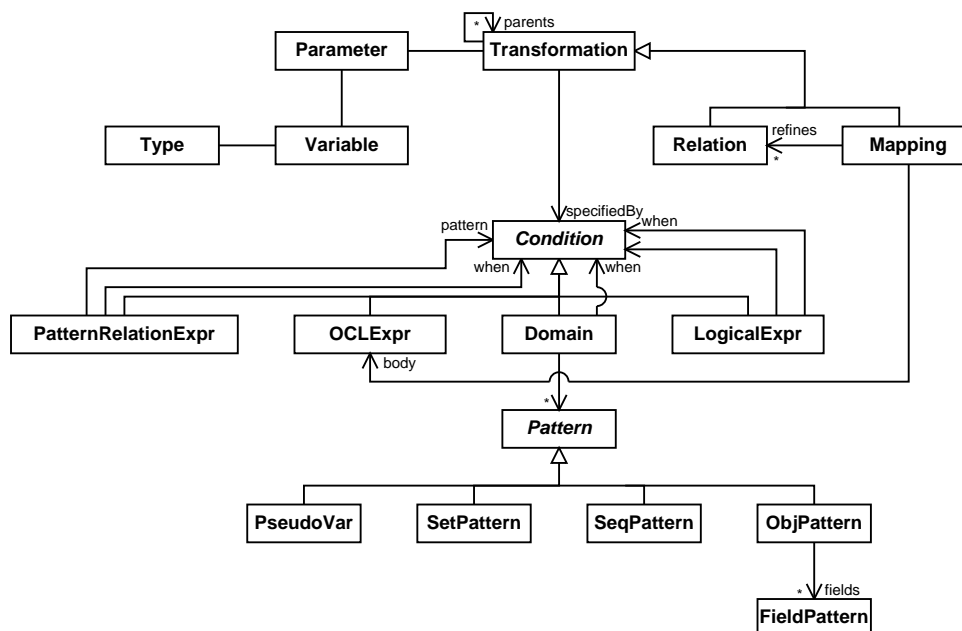 * parents
Parameter
Transformation
Type
Variable
Relation
refines
*
Mapping
specifiedBy
pattern
Condition
when
when
when
PatternRelationExpr
OCLExpr
Domain
LogicalExpr
body
*
Pattern
PseudoVar
SetPattern
SeqPattern
ObjPattern
* fields
FieldPattern